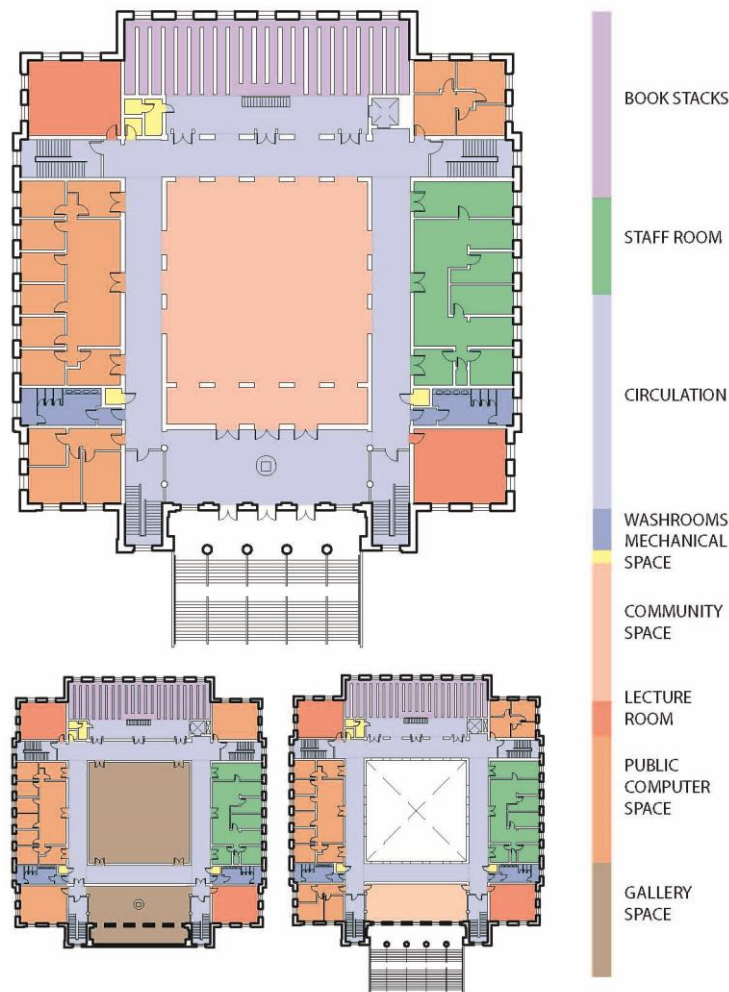 BOOK STACKS
STAFF ROOM
CIRCULATION
WASHROOMS
MECHANICAL
SPACE
COMMUNITY
SPACE
LECTURE
ROOM
PUBLIC
COMPUTER
SPACE
GALLERY
SPACE